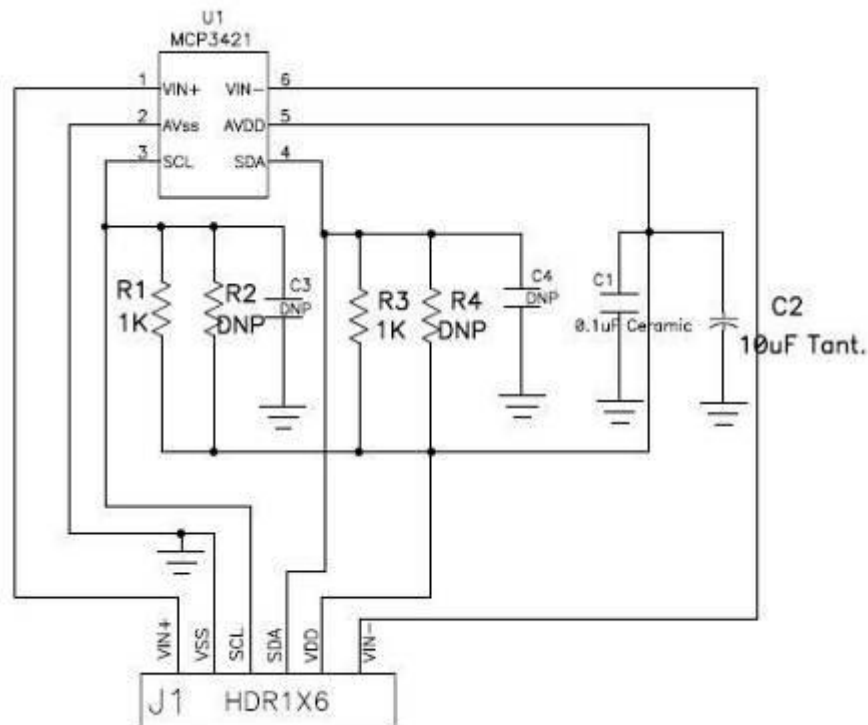 U1
MCP3421
1 VIN+ VIN- 6
2 AVss AVDD 5
3 SCL SDA 4
R1
1K
R2
DNP
C3
DNP
R3
1K
R4
DNP
C4
DNP
C1
0.1uF Ceramic
C2
10uF Tant.
VIN+
VSS
SCL
SDA
VDD
VIN-
J1 HDR1X6